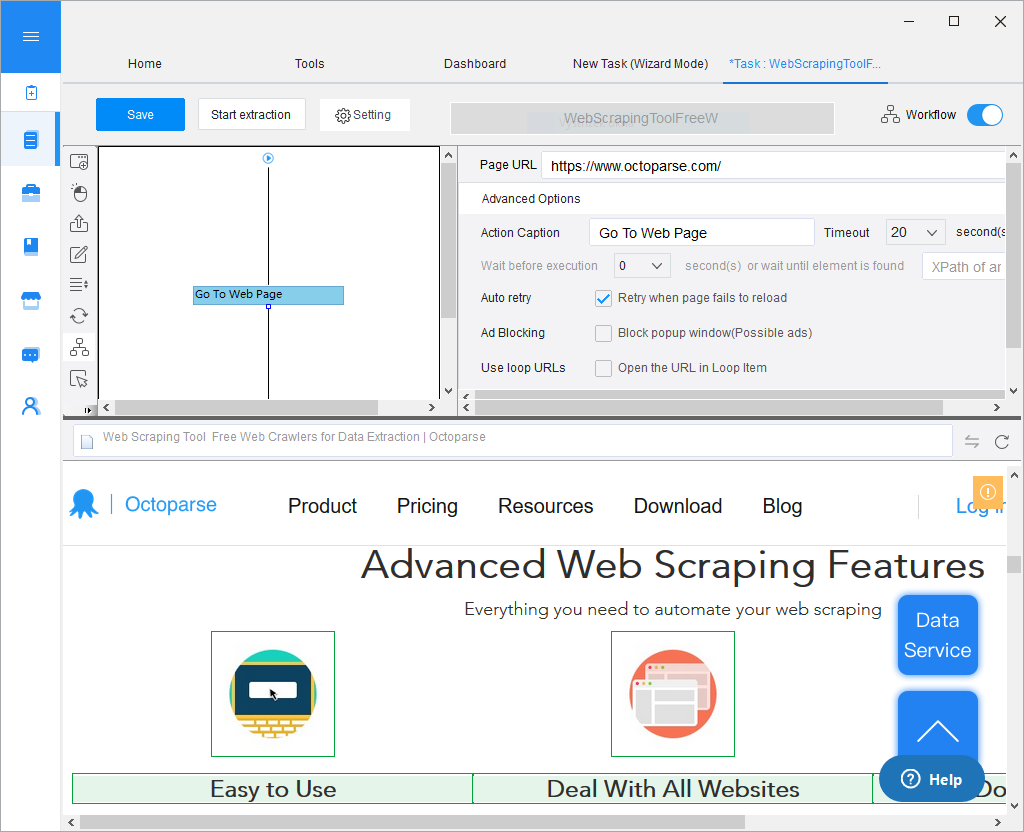 Home Tools Dashboard New Task (Wizard Mode) *Task : WebScrapingToolF...
Save Start extraction Setting WebScrapingToolFreeW Workflow
Page URL https://www.octoparse.com/
Advanced Options
Action Caption Go To Web Page Timeout 20 second(s
Wait before execution 0 second(s) or wait until element is found XPath of an
Auto retry Retry when page fails to reload
Ad Blocking Block popup window(Possible ads)
Use loop URLs Open the URL in Loop Item
Go To Web Page
Web Scraping Tool Free Web Crawlers for Data Extraction | Octoparse
Octoparse Product Pricing Resources Download Blog Log In
Advanced Web Scraping Features
Everything you need to automate your web scraping
Data
Service
Help
Easy to Use Deal With All Websites Do